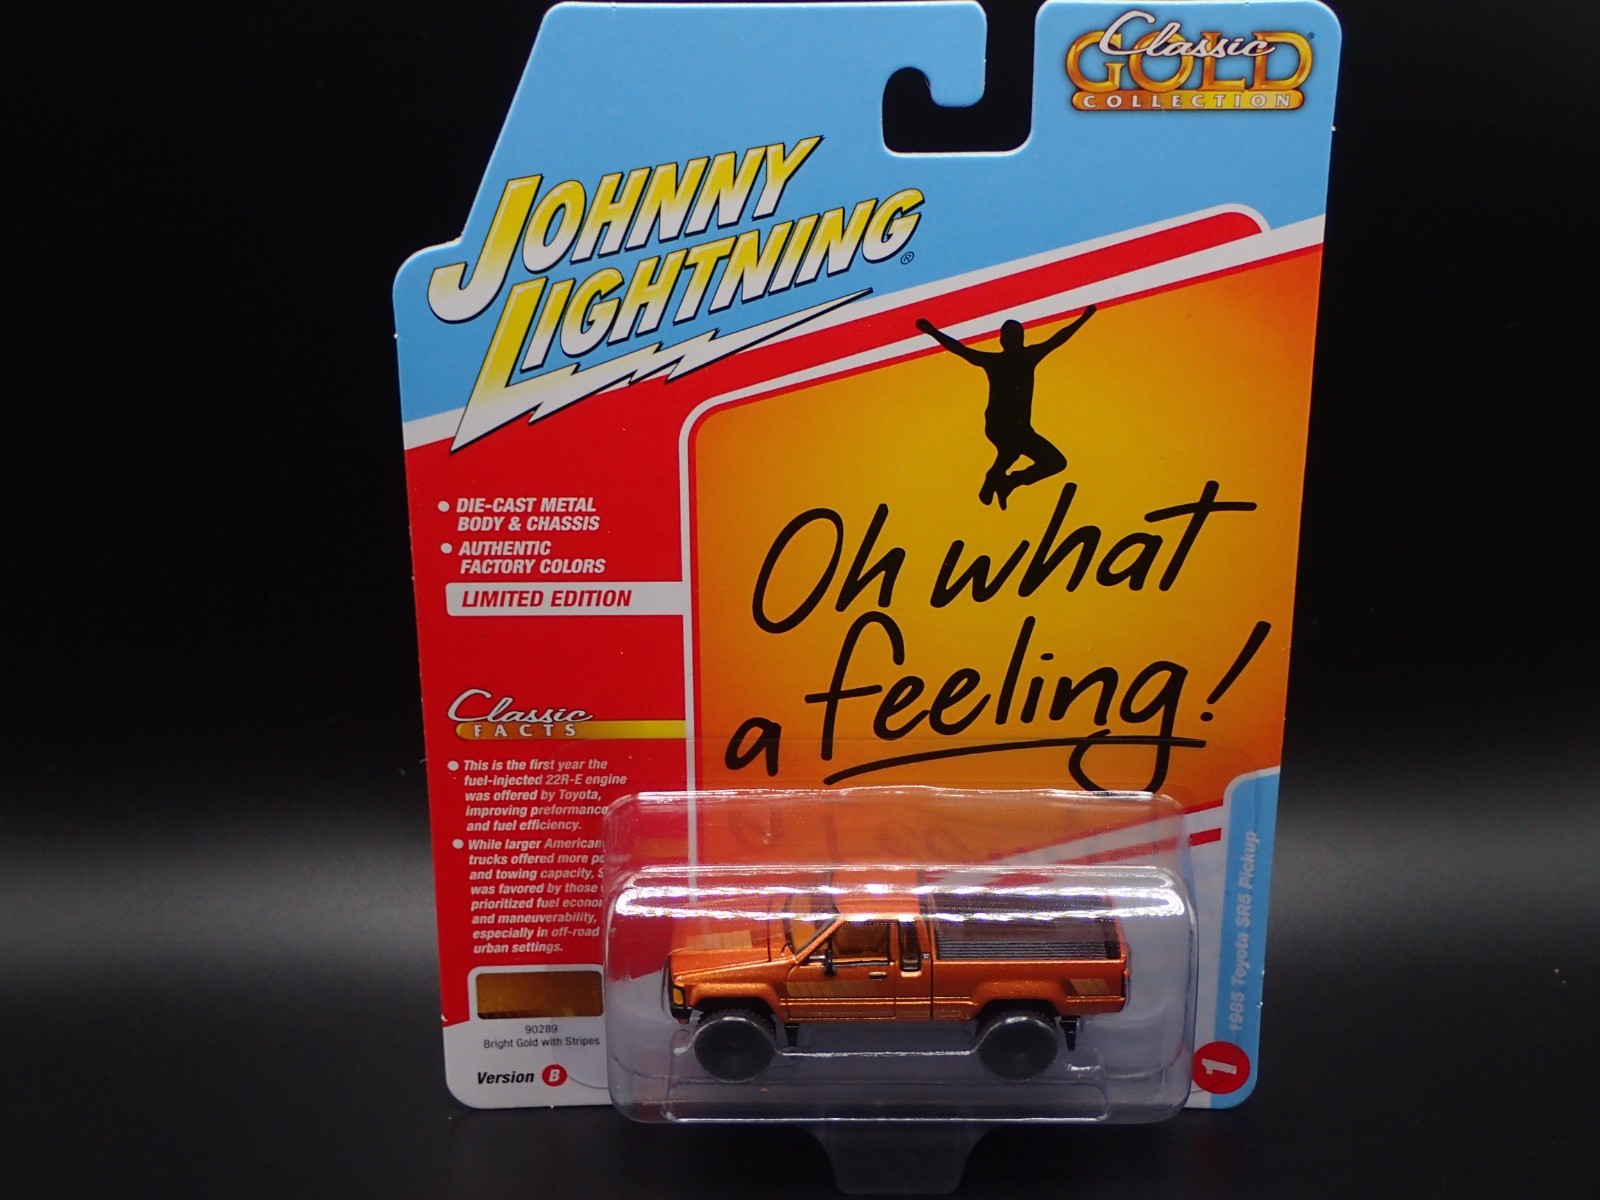 Classic
GOLD
COLLECTION
JOHNNY
LIGHTNING®
DIE-CAST METAL
BODY & CHASSIS
AUTHENTIC
FACTORY COLORS
LIMITED EDITION
Oh what
a feeling!
Classic
FACTS
This is the first year the
fuel-injected 22R-E engine
was offered by Toyota,
improving preformance
and fuel efficiency.
While larger American
trucks offered more
and towing capacity,
was favored by those
prioritized fuel
and maneuverability,
especially in off-road
urban settings.
90289
Bright Gold with Stripes
Version B
1985 Toyota SR5 Pickup
1